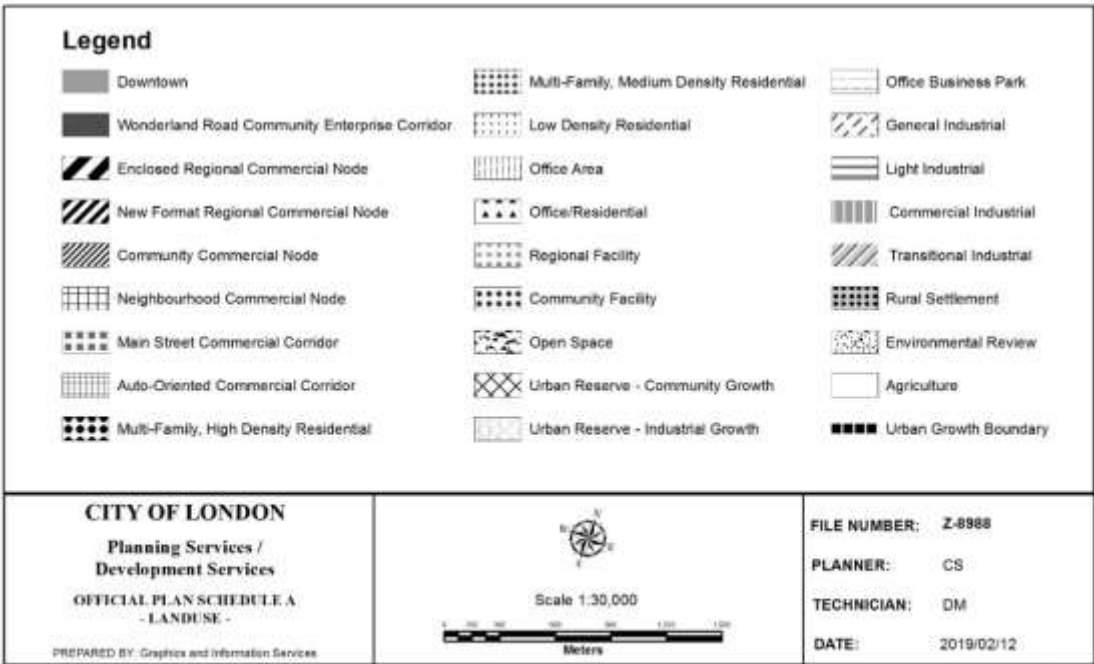 Legend
Downtown
Wonderland Road Community Enterprise Corridor
Enclosed Regional Commercial Node
New Format Regional Commercial Node
Community Commercial Node
Neighbourhood Commercial Node
Main Street Commercial Corridor
Auto-Oriented Commercial Corridor
Multi-Family, High Density Residential
Multi-Family, Medium Density Residential
Low Density Residential
Office Area
Office/Residential
Regional Facility
Community Facility
Open Space
Urban Reserve - Community Growth
Urban Reserve - Industrial Growth
Office Business Park
General Industrial
Light Industrial
Commercial Industrial
Transitional Industrial
Rural Settlement
Environmental Review
Agriculture
Urban Growth Boundary
CITY OF LONDON
Planning Services /
Development Services
OFFICIAL PLAN SCHEDULE A
- LANDUSE -
PREPARED BY: Graphics and Information Services
N
Scale 1:30,000
Meters
FILE NUMBER: Z-8988
PLANNER: CS
TECHNICIAN: DM
DATE: 2019/02/12